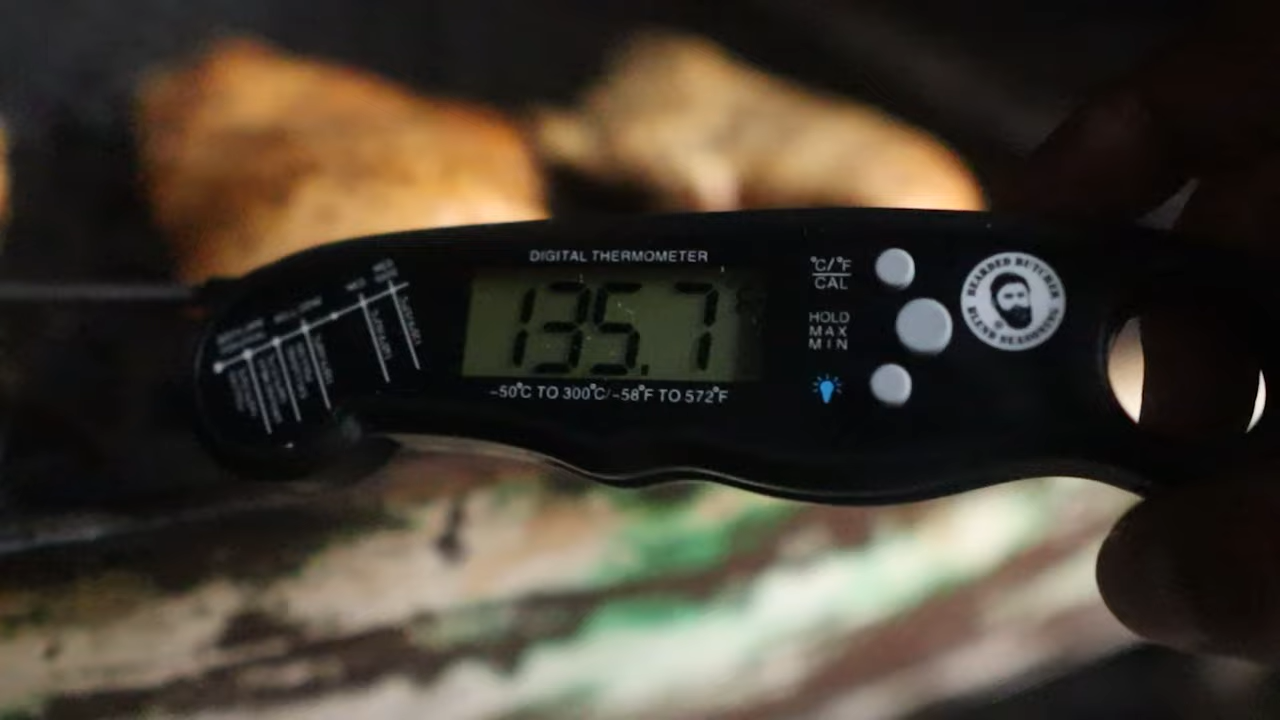 DIGITAL THERMOMETER
135.7
-50°C TO 300°C/-58°F TO 572°F
°C/°F
CAL
HOLD
MAX
MIN
BEARDED BUTCHER
BLEND SEASONING